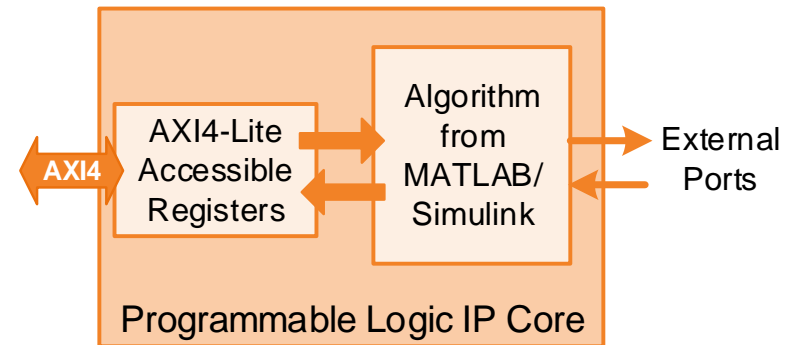 AXI4
AXI4-Lite
Accessible
Registers
Algorithm
from
MATLAB/
Simulink
External
Ports
Programmable Logic IP Core